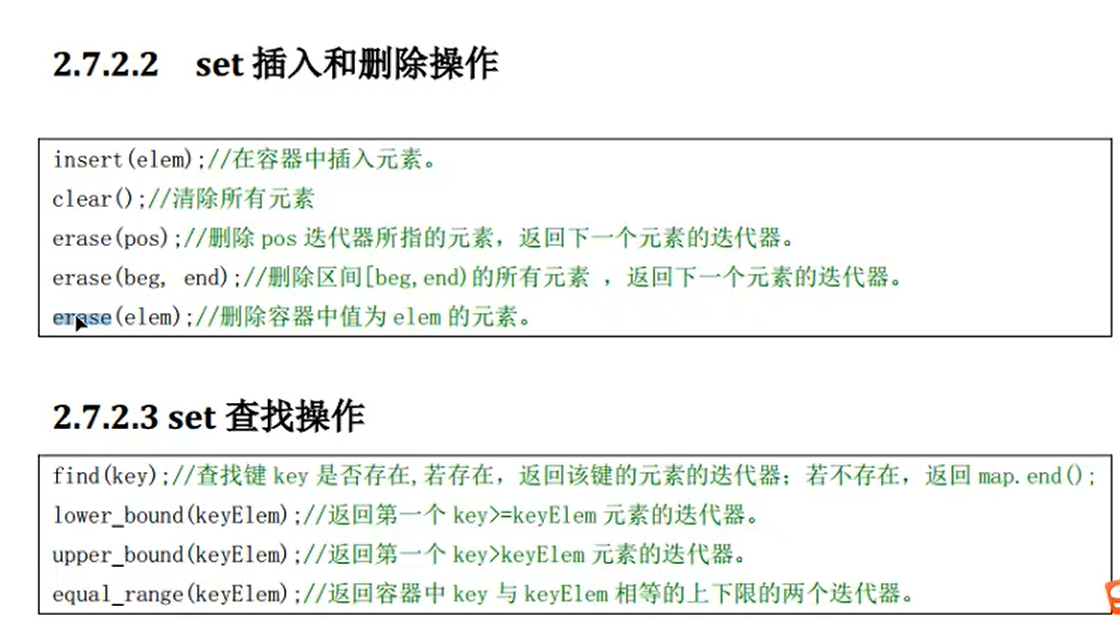 2.7.2.2 set 插入和删除操作
insert(elem);//在容器中插入元素。
clear();//清除所有元素
erase(pos);//删除 pos 迭代器所指的元素，返回下一个元素的迭代器。
erase(beg, end);//删除区间[beg,end)的所有元素 ，返回下一个元素的迭代器。
erase(elem);//删除容器中值为 elem 的元素。
2.7.2.3 set 查找操作
find(key);//查找键 key 是否存在,若存在，返回该键的元素的迭代器；若不存在，返回 map.end();
lower_bound(keyElem);//返回第一个 key>=keyElem 元素的迭代器。
upper_bound(keyElem);//返回第一个 key>keyElem 元素的迭代器。
equal_range(keyElem);//返回容器中 key 与 keyElem 相等的上下限的两个迭代器。